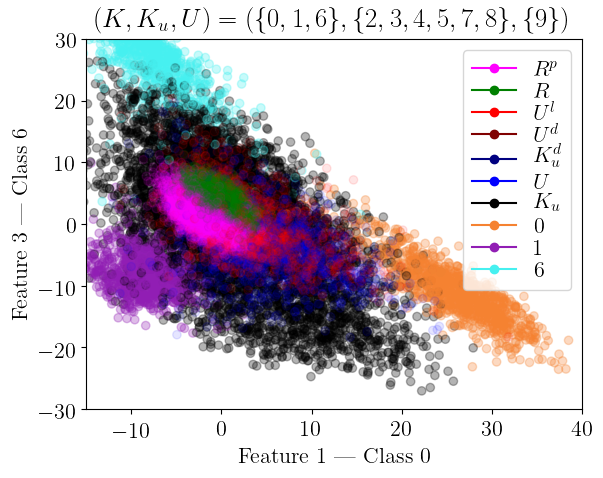 (K, K_u, U) = ({0, 1, 6}, {2, 3, 4, 5, 7, 8}, {9})
30
20
10
0
−10
−20
−30
Feature 3 — Class 6
R^p
R
U^l
U^d
K_u^d
U
K_u
0
1
6
−10
0
10
20
30
40
Feature 1 — Class 0